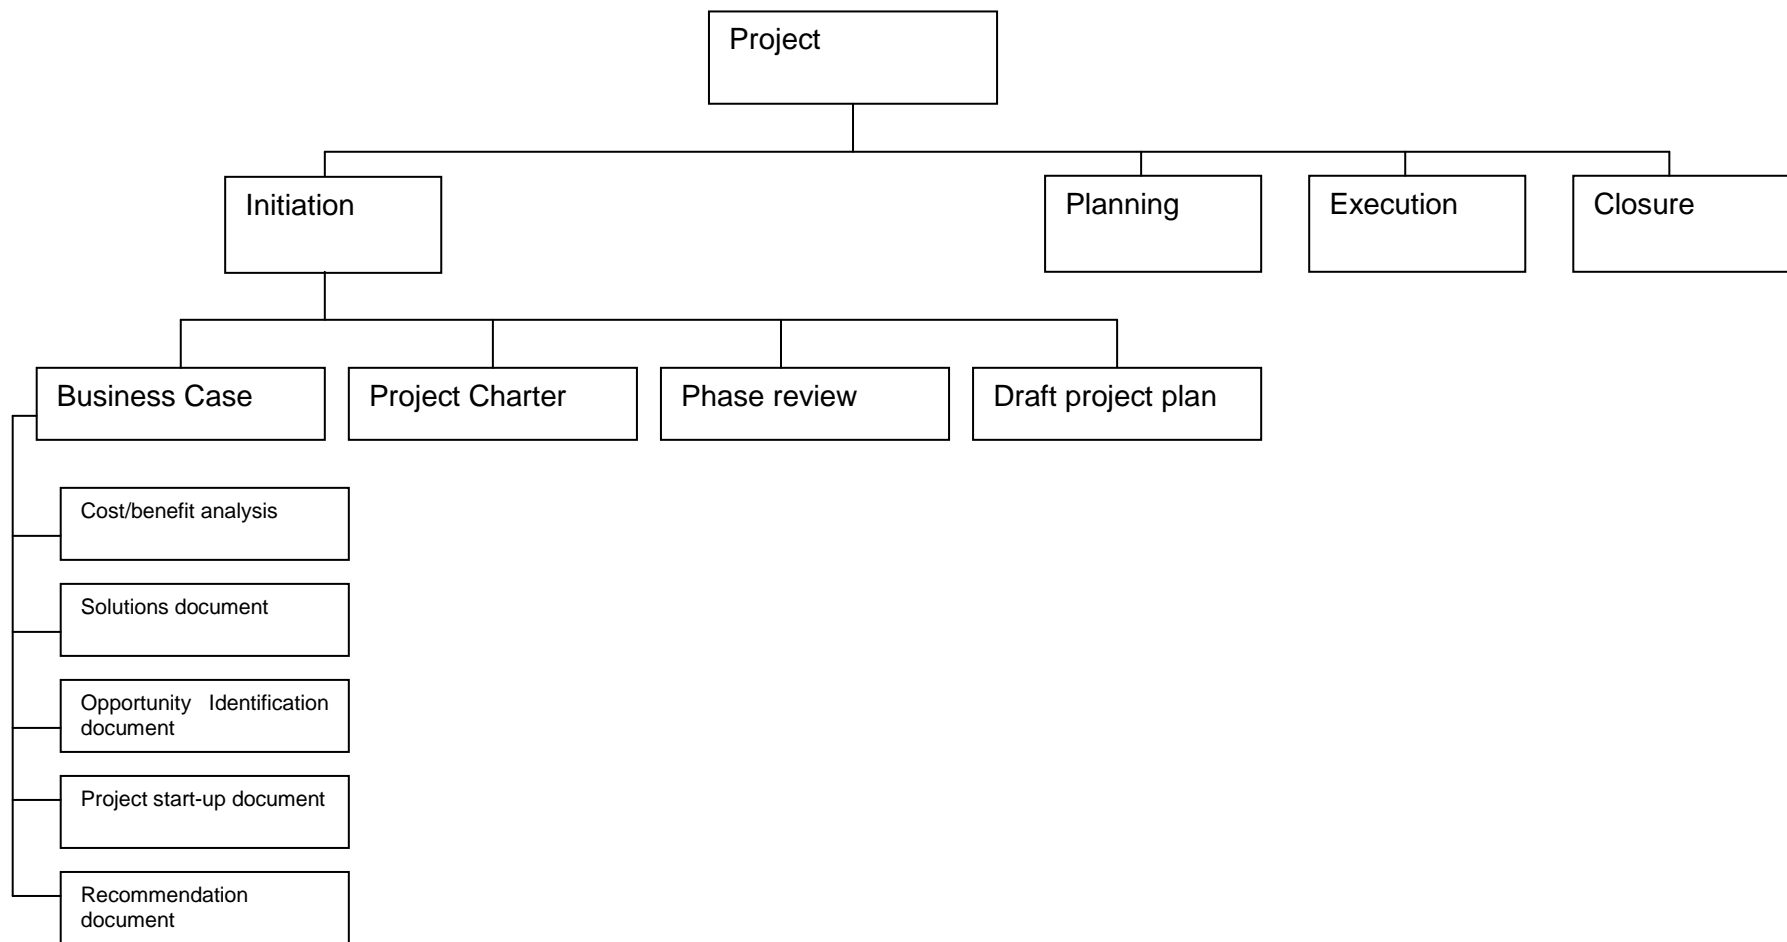 Project
Initiation
Planning
Execution
Closure
Business Case
Project Charter
Phase review
Draft project plan
Cost/benefit analysis
Solutions document
Opportunity Identification
document
Project start-up document
Recommendation
document